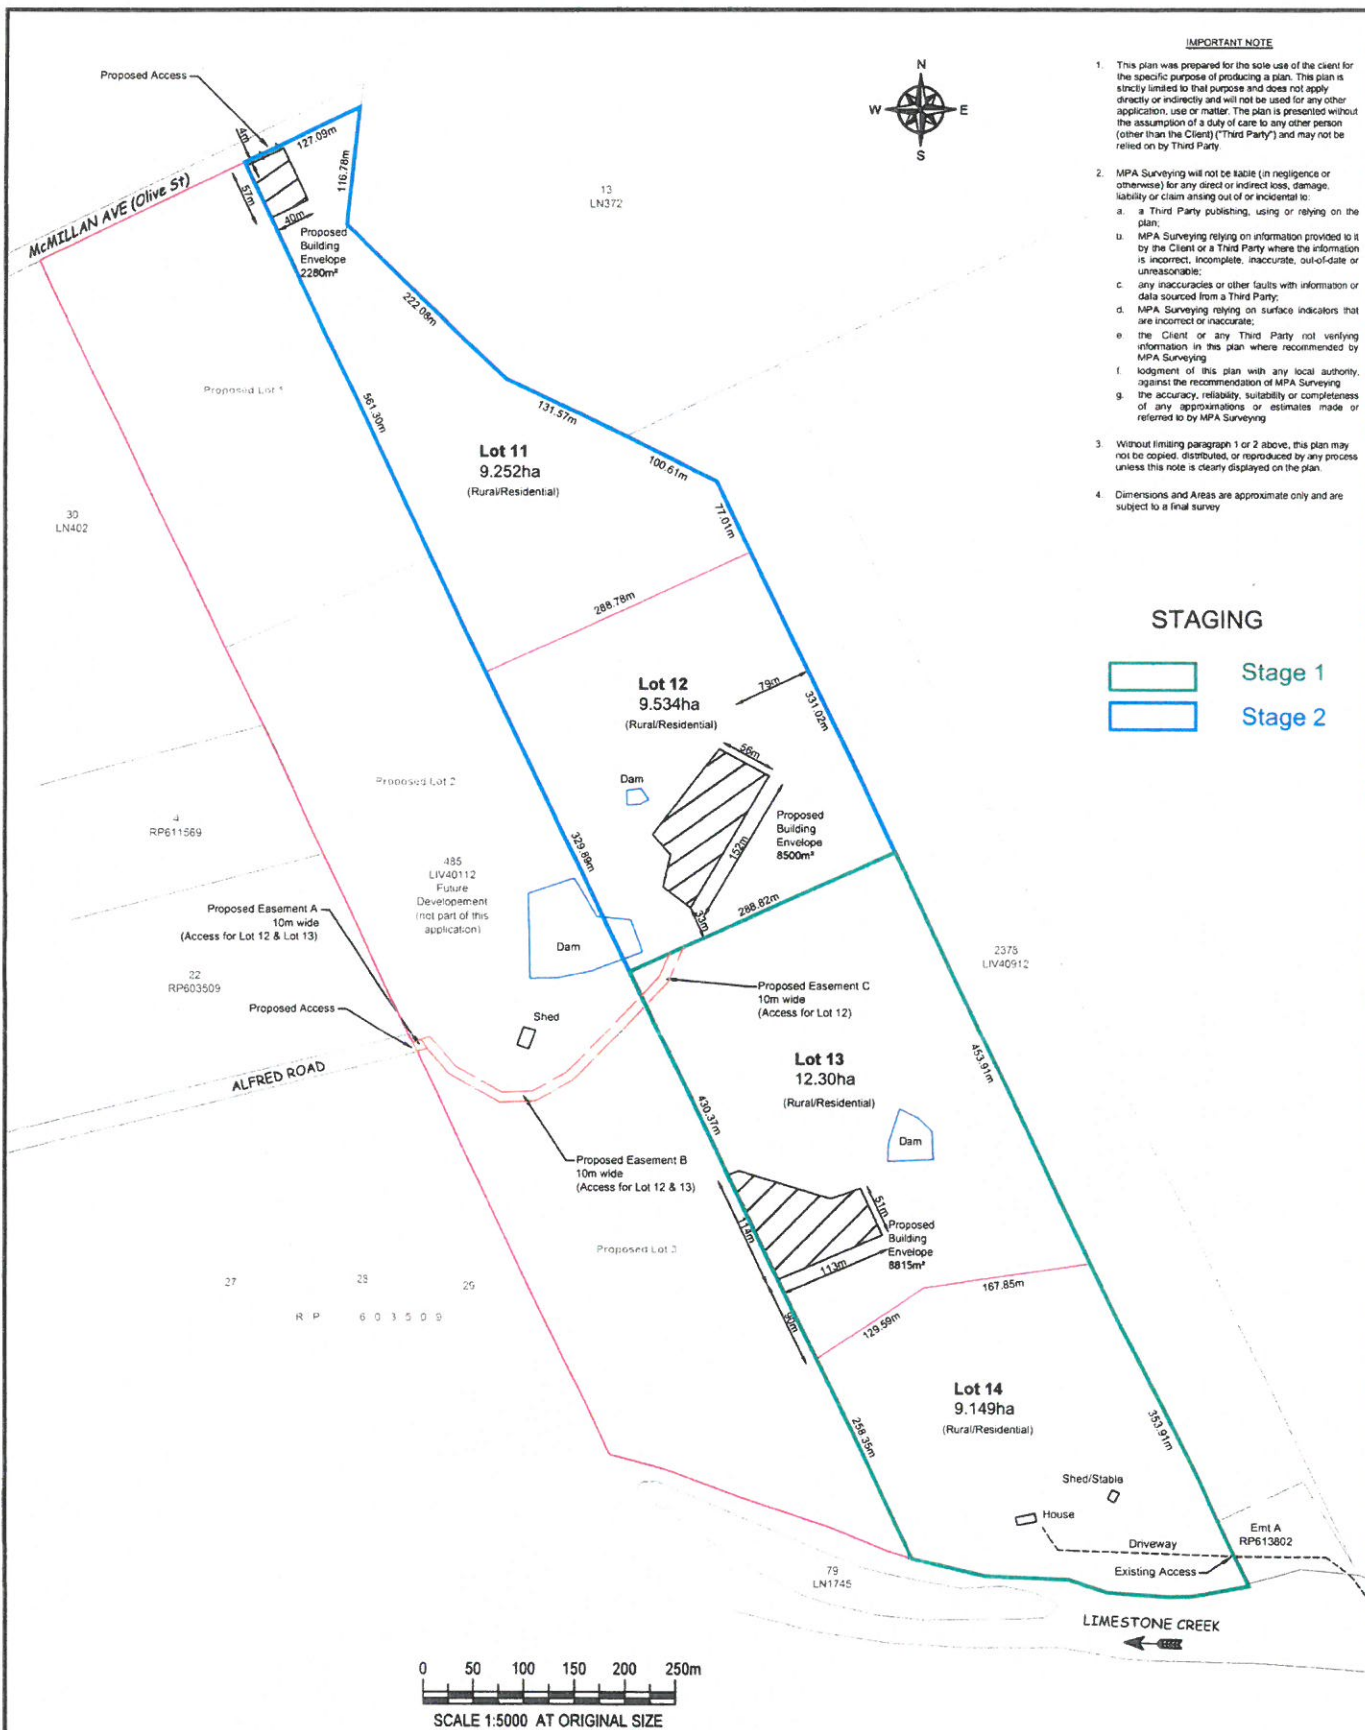 IMPORTANT NOTE
1. This plan was prepared for the sole use of the client for
the specific purpose of producing a plan. This plan is
strictly limited to that purpose and does not apply
directly or indirectly and will not be used for any other
application, use or matter. The plan is presented without
the assumption of a duty of care to any other person
(other than the Client) ("Third Party") and may not be
relied on by Third Party.
2. MPA Surveying will not be liable (in negligence or
otherwise) for any direct or indirect loss, damage,
liability or claim arising out of or incidental to:
a. a Third Party publishing, using or relying on the
plan;
b. MPA Surveying relying on information provided to it
by the Client or a Third Party where the information
is incorrect, incomplete, inaccurate, out-of-date or
unreasonable;
c. any inaccuracies or other faults with information or
data sourced from a Third Party;
d. MPA Surveying relying on surface indicators that
are incorrect or inaccurate;
e. the Client or any Third Party not verifying
information in this plan where recommended by
MPA Surveying
f. lodgment of this plan with any local authority,
against the recommendation of MPA Surveying
g. the accuracy, reliability, suitability or completeness
of any approximations or estimates made or
referred to by MPA Surveying
3. Without limiting paragraph 1 or 2 above, this plan may
not be copied, distributed, or reproduced by any process
unless this note is clearly displayed on the plan.
4. Dimensions and Areas are approximate only and are
subject to a final survey
N
W E
S
STAGING
Stage 1
Stage 2
Proposed Access
4m
127.09m
116.78m
57m
40m
McMILLAN AVE (Olive St)
Proposed
Building
Envelope
2280m²
13
LN372
222.08m
Proposed Lot 1
561.30m
131.57m
100.61m
77.01m
Lot 11
9.252ha
(Rural/Residential)
30
LN402
288.78m
Lot 12
9.534ha
(Rural/Residential)
79m
331.02m
56m
Dam
Proposed Lot 2
4
RP611569
329.89m
Proposed
Building
Envelope
8500m²
152m
485
LIV40112
Future
Developement
(not part of this
application)
288.82m
33m
Proposed Easement A
10m wide
(Access for Lot 12 & Lot 13)
Dam
22
RP603509
2378
LIV40912
Proposed Access
Proposed Easement C
10m wide
(Access for Lot 12)
Shed
ALFRED ROAD
Lot 13
12.30ha
(Rural/Residential)
453.91m
430.37m
Dam
Proposed Easement B
10m wide
(Access for Lot 12 & 13)
51m
114m
Proposed
Building
Envelope
8815m²
113m
Proposed Lot 3
27 28 29
R P 6 0 3 5 0 9
167.85m
129.59m
90m
Lot 14
9.149ha
(Rural/Residential)
258.35m
353.91m
Shed/Stable
House
Driveway
Emt A
RP613802
Existing Access
79
LN1745
LIMESTONE CREEK
0 50 100 150 200 250m
SCALE 1:5000 AT ORIGINAL SIZE